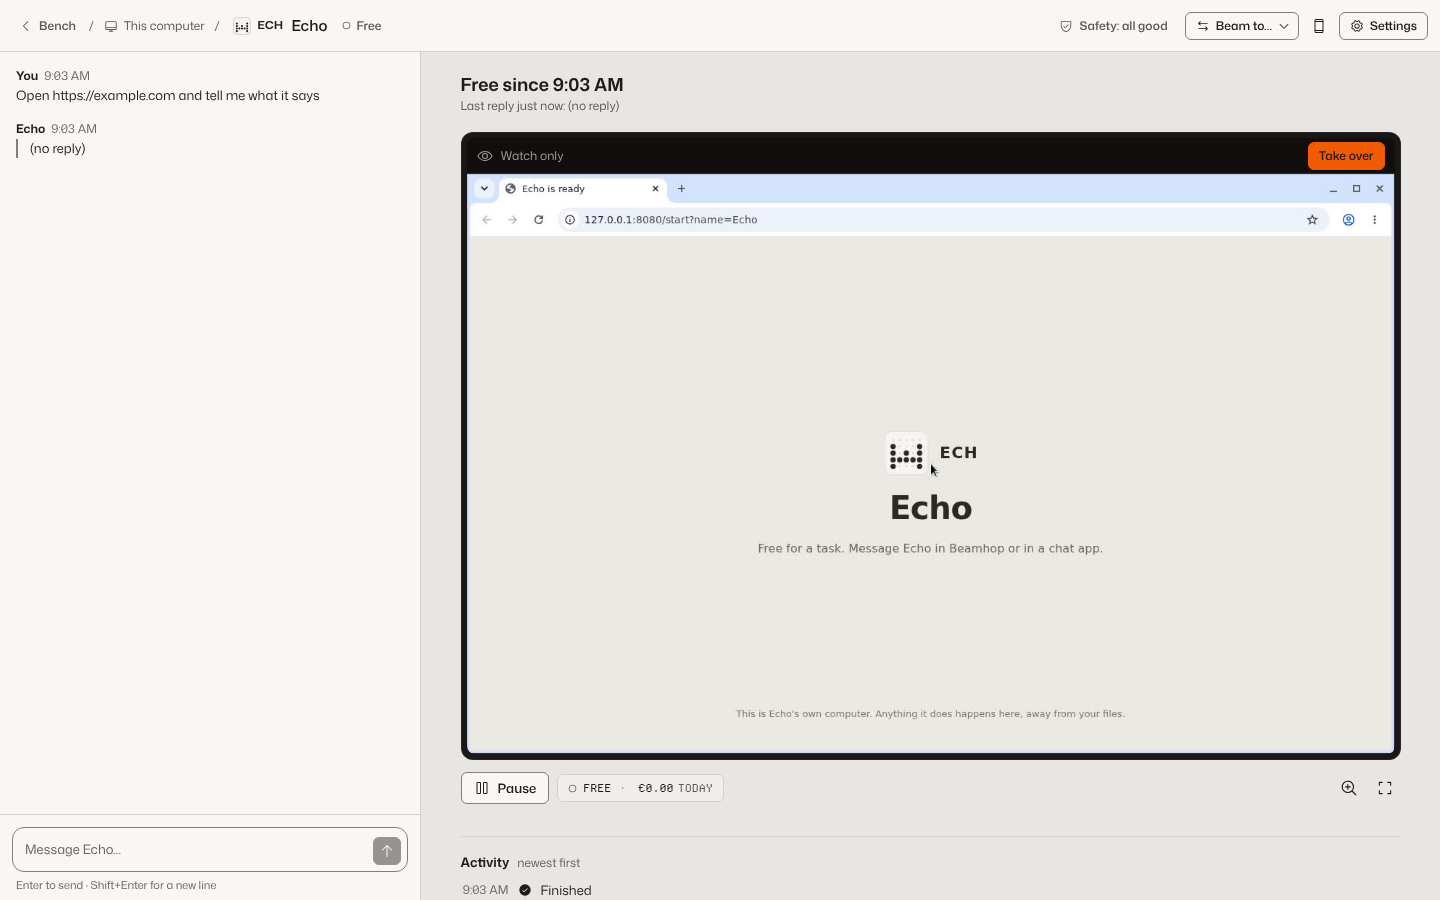 Bench / This computer / ECH Echo Free
Safety: all good
Beam to...
Settings
You 9:03 AM
Open https://example.com and tell me what it says
Echo 9:03 AM
(no reply)
Message Echo...
Enter to send · Shift+Enter for a new line
Free since 9:03 AM
Last reply just now: (no reply)
Watch only
Take over
Echo is ready
127.0.0.1:8080/start?name=Echo
ECH
Echo
Free for a task. Message Echo in Beamhop or in a chat app.
This is Echo's own computer. Anything it does happens here, away from your files.
Pause
FREE · €0.00 TODAY
Activity newest first
9:03 AM Finished